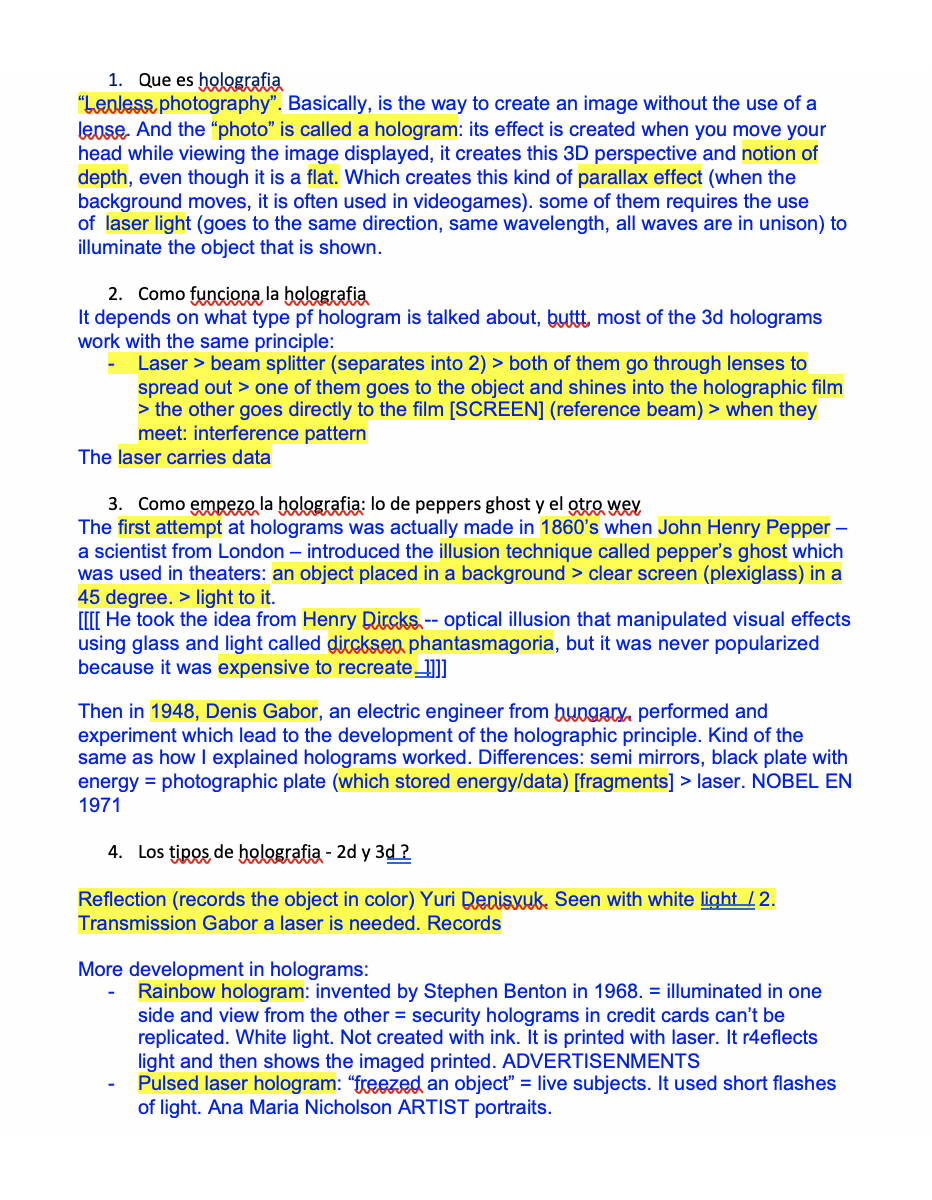 1. Que es holografia
“Lenless photography”. Basically, is the way to create an image without the use of a
lense. And the “photo” is called a hologram: its effect is created when you move your
head while viewing the image displayed, it creates this 3D perspective and notion of
depth, even though it is a flat. Which creates this kind of parallax effect (when the
background moves, it is often used in videogames). some of them requires the use
of  laser light (goes to the same direction, same wavelength, all waves are in unison) to
illuminate the object that is shown.
2. Como funciona la holografia
It depends on what type pf hologram is talked about, buttt, most of the 3d holograms
work with the same principle:
- Laser > beam splitter (separates into 2) > both of them go through lenses to
spread out > one of them goes to the object and shines into the holographic film
> the other goes directly to the film [SCREEN] (reference beam) > when they
meet: interference pattern
The laser carries data
3. Como empezo la holografia: lo de peppers ghost y el otro wey
The first attempt at holograms was actually made in 1860’s when John Henry Pepper –
a scientist from London – introduced the illusion technique called pepper’s ghost which
was used in theaters: an object placed in a background > clear screen (plexiglass) in a
45 degree. > light to it.
[[[[ He took the idea from Henry Dircks -- optical illusion that manipulated visual effects
using glass and light called dircksen phantasmagoria, but it was never popularized
because it was expensive to recreate. ]]]]
Then in 1948, Denis Gabor, an electric engineer from hungary, performed and
experiment which lead to the development of the holographic principle. Kind of the
same as how I explained holograms worked. Differences: semi mirrors, black plate with
energy = photographic plate (which stored energy/data) [fragments] > laser. NOBEL EN
1971
4. Los tipos de holografia - 2d y 3d ?
Reflection (records the object in color) Yuri Denisyuk. Seen with white light  / 2.
Transmission Gabor a laser is needed. Records
More development in holograms:
- Rainbow hologram: invented by Stephen Benton in 1968. = illuminated in one
side and view from the other = security holograms in credit cards can’t be
replicated. White light. Not created with ink. It is printed with laser. It r4eflects
light and then shows the imaged printed. ADVERTISENMENTS
- Pulsed laser hologram: “freezed an object” = live subjects. It used short flashes
of light. Ana Maria Nicholson ARTIST portraits.